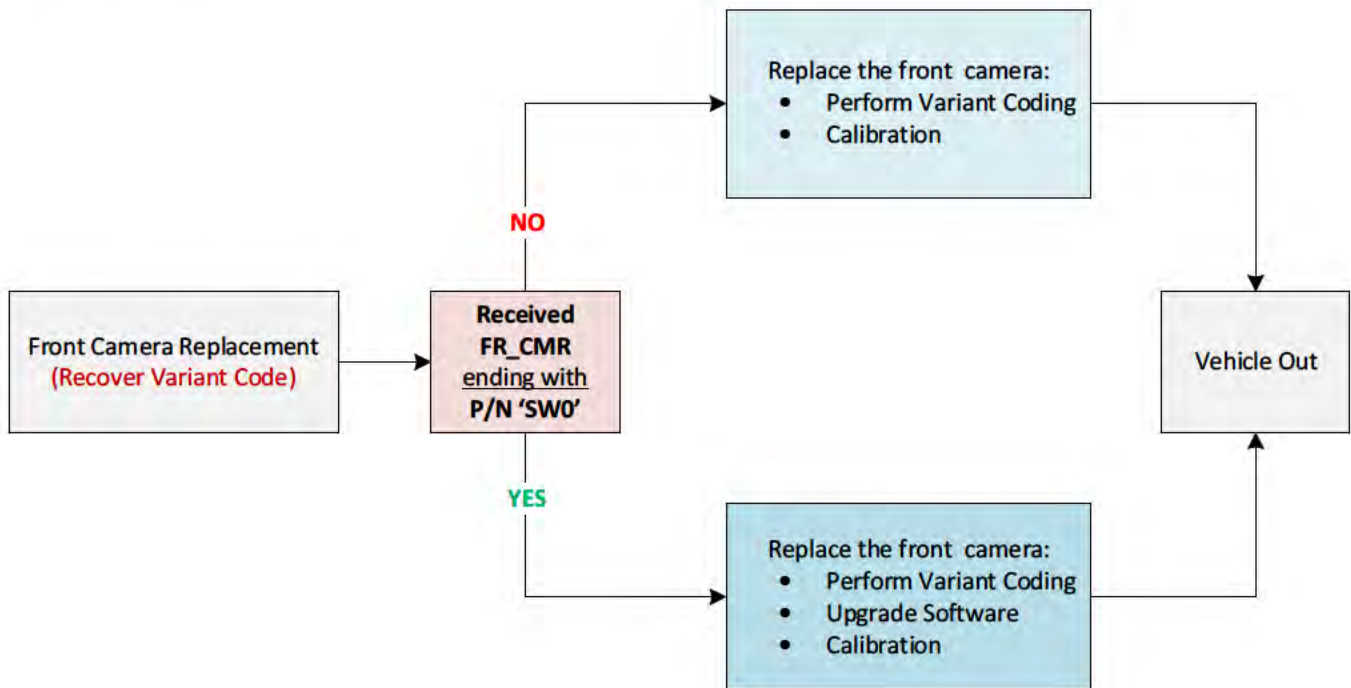 Front Camera Replacement
(Recover Variant Code)
Received
FR_CMR
ending with
P/N ‘SW0’
NO
Replace the front camera:
• Perform Variant Coding
• Calibration
YES
Replace the front camera:
• Perform Variant Coding
• Upgrade Software
• Calibration
Vehicle Out